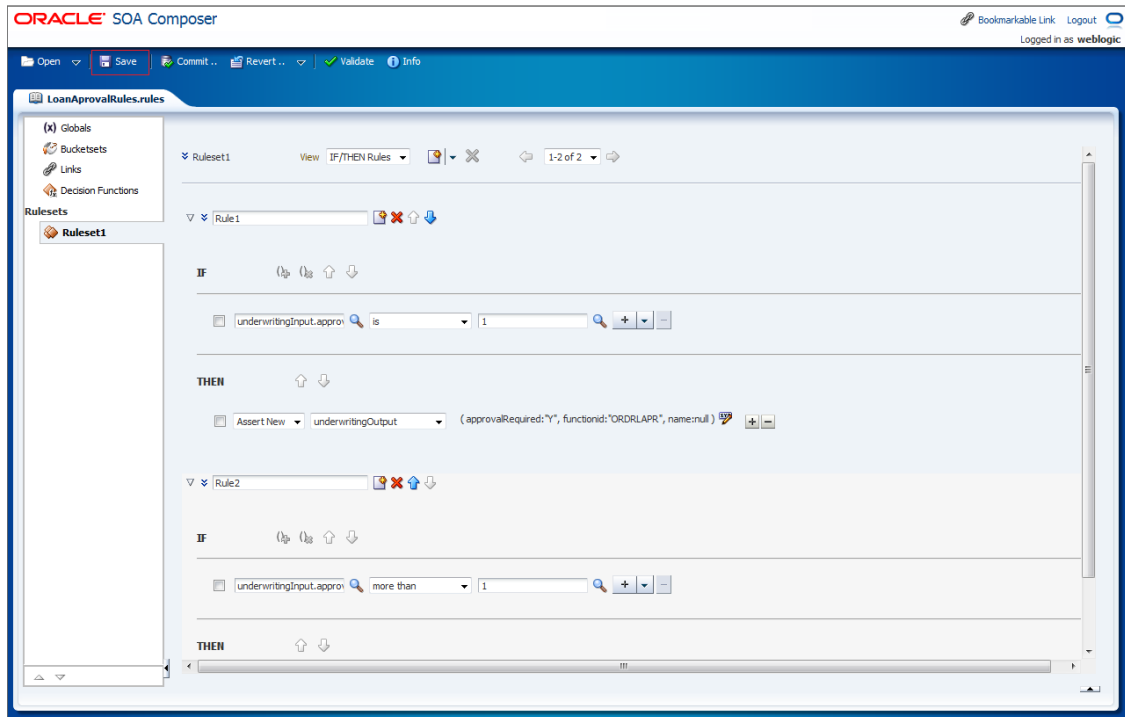 ORACLE SOA Composer
Bookmarkable Link Logout
Logged in as weblogic
Open Save Commit .. Revert .. Validate Info
LoanAprovalRules.rules
(x) Globals
Bucketsets
Links
Decision Functions
Rulesets
Ruleset1
Ruleset1 View IF/THEN Rules 1-2 of 2
Rule1
IF
underwritingInput.approv is 1
THEN
Assert New underwritingOutput ( approvalRequired:"Y", functionid:"ORDRLAPR", name:null )
Rule2
IF
underwritingInput.approv more than 1
THEN